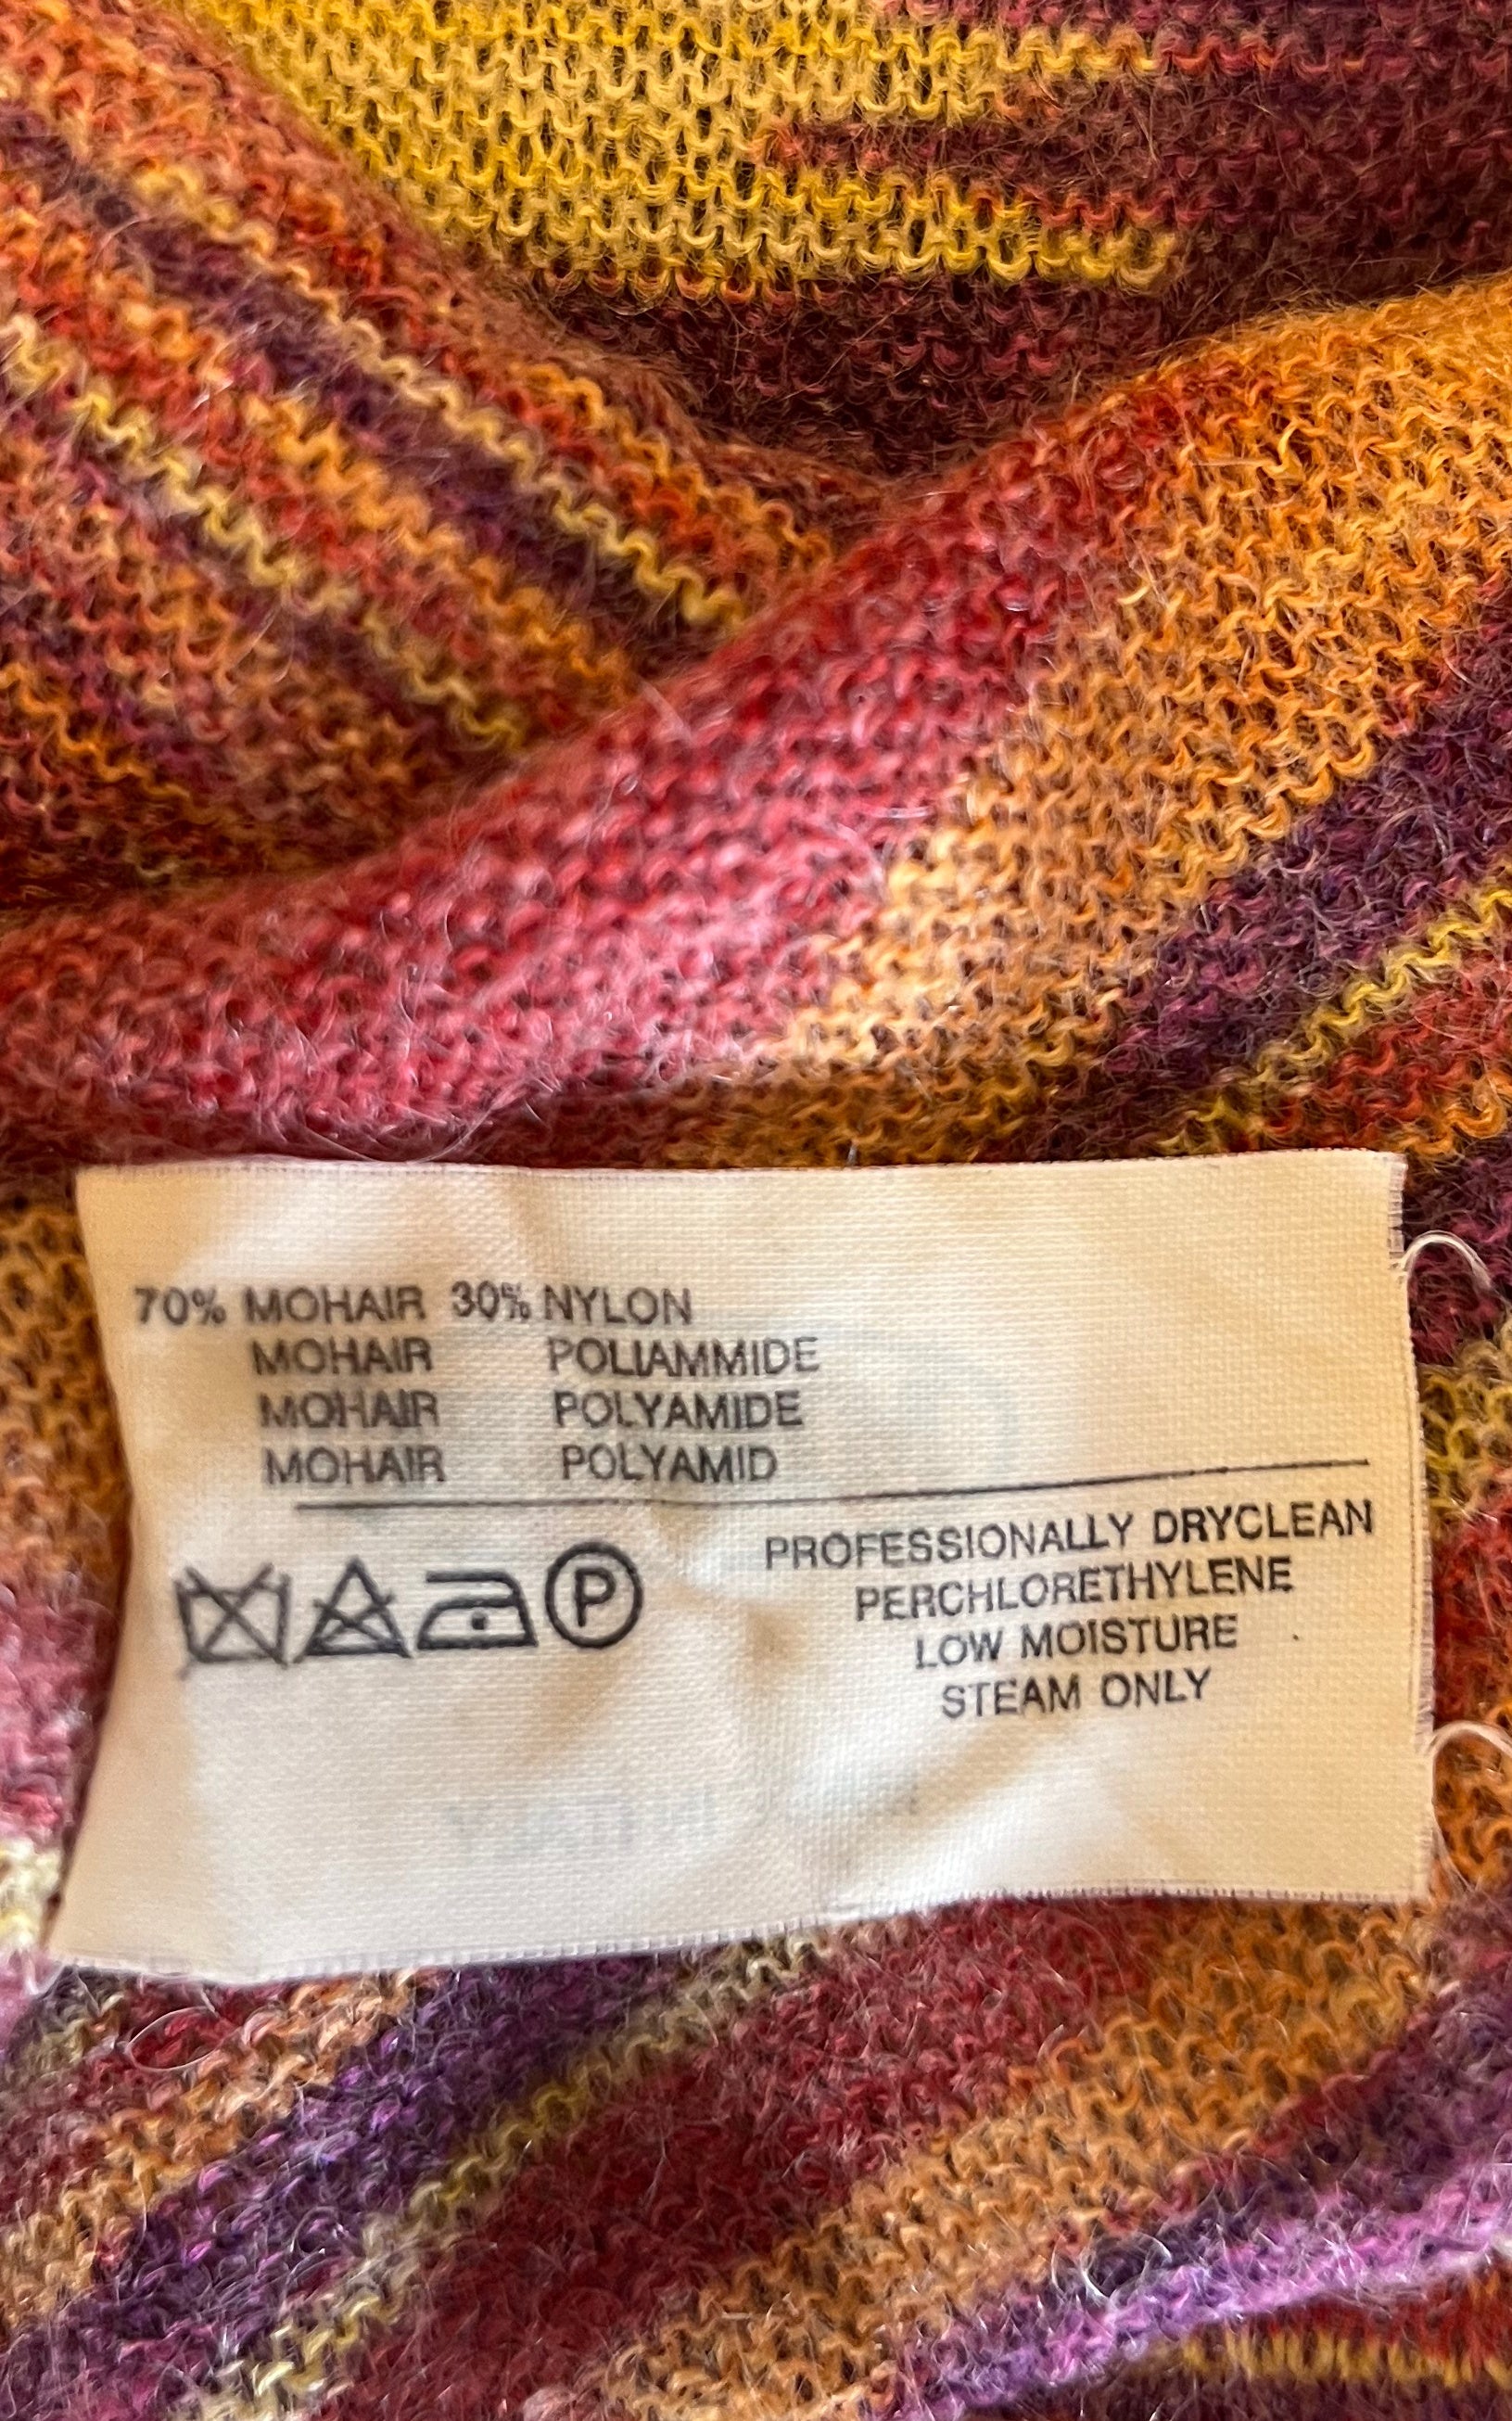 70% MOHAIR 30% NYLON
MOHAIR POLIAMMIDE
MOHAIR POLYAMIDE
MOHAIR POLYAMID
P
PROFESSIONALLY DRYCLEAN
PERCHLORETHYLENE
LOW MOISTURE
STEAM ONLY